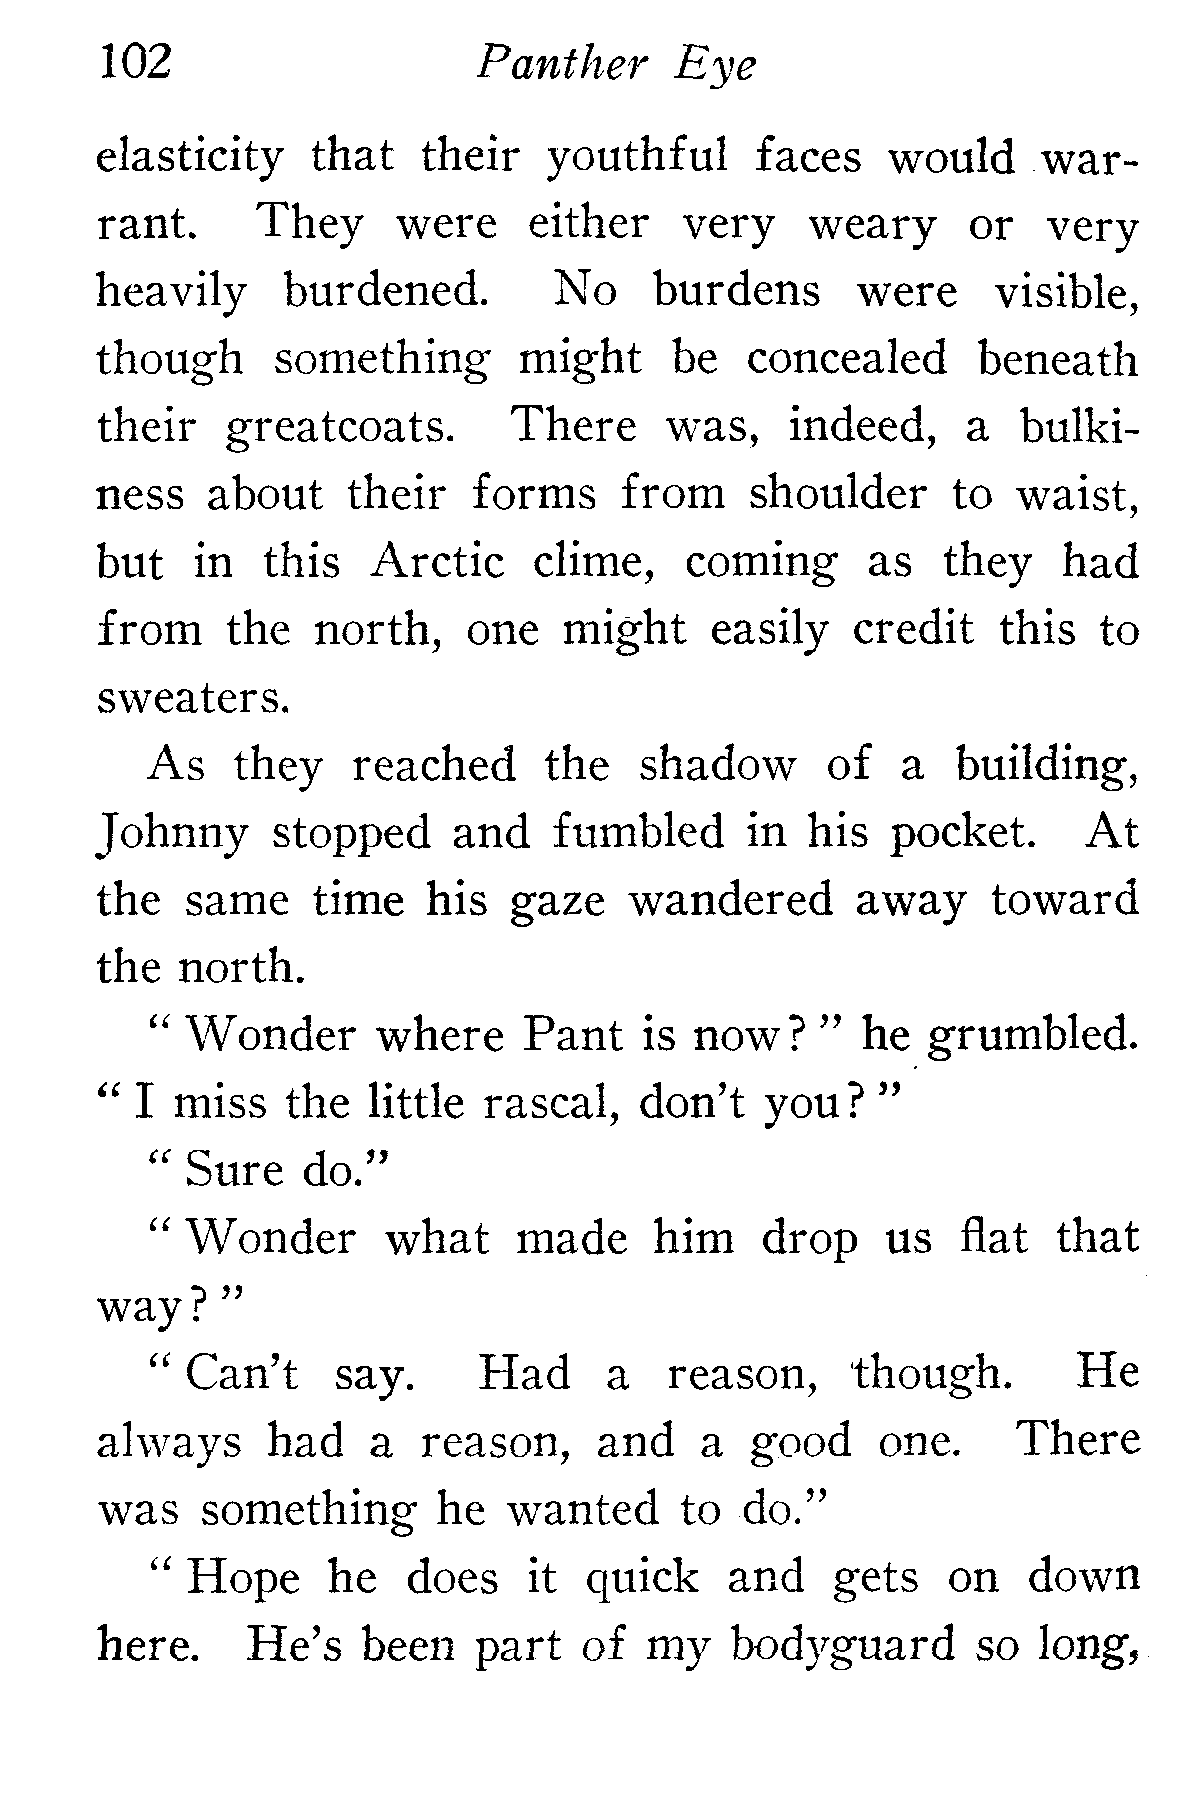 102 Panther Eye
elasticity that their youthful faces would war-
rant. They were either very weary or very
heavily burdened. No burdens were visible,
though something might be concealed beneath
their greatcoats. There was, indeed, a bulki-
ness about their forms from shoulder to waist,
but in this Arctic clime, coming as they had
from the north, one might easily credit this to
sweaters.
As they reached the shadow of a building,
Johnny stopped and fumbled in his pocket. At
the same time his gaze wandered away toward
the north.
“ Wonder where Pant is now? ” he grumbled.
“ I miss the little rascal, don’t you? ”
“ Sure do.”
“ Wonder what made him drop us flat that
way? ”
“ Can’t say. Had a reason, though. He
always had a reason, and a good one. There
was something he wanted to do.”
“ Hope he does it quick and gets on down
here. He’s been part of my bodyguard so long,